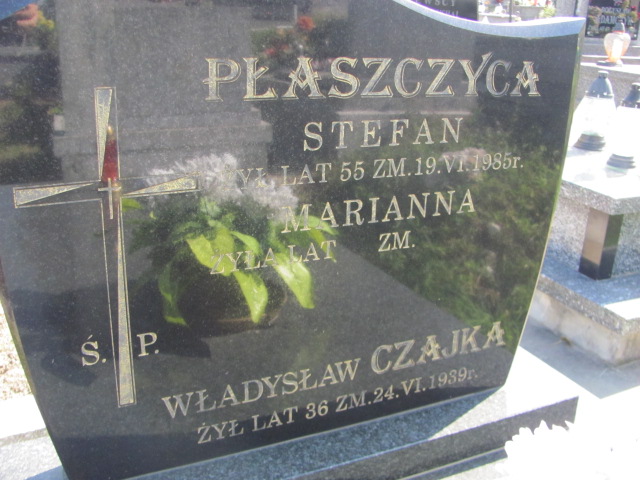 PŁASZCZYCA
STEFAN
ŻYŁ LAT 55 ZM.19.VI.1985r.
MARIANNA
ŻYŁA LAT ZM.
Ś. P.
WŁADYSŁAW CZAJKA
ŻYŁ LAT 36 ZM.24.VI.1939r.